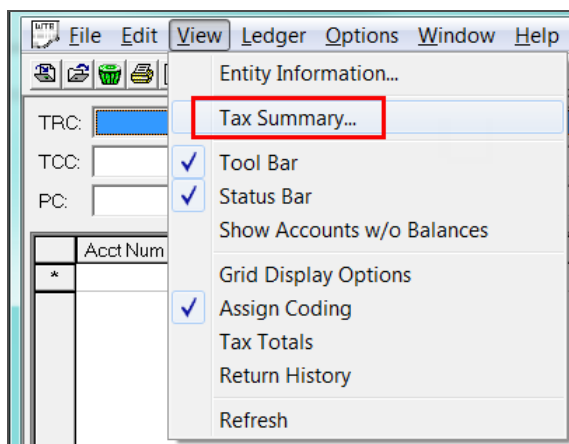 WTB File Edit View Ledger Options Window Help
Entity Information...
TRC: Tax Summary...
TCC: Tool Bar
PC: Status Bar
Show Accounts w/o Balances
Acct Num
* Grid Display Options
Assign Coding
Tax Totals
Return History
Refresh